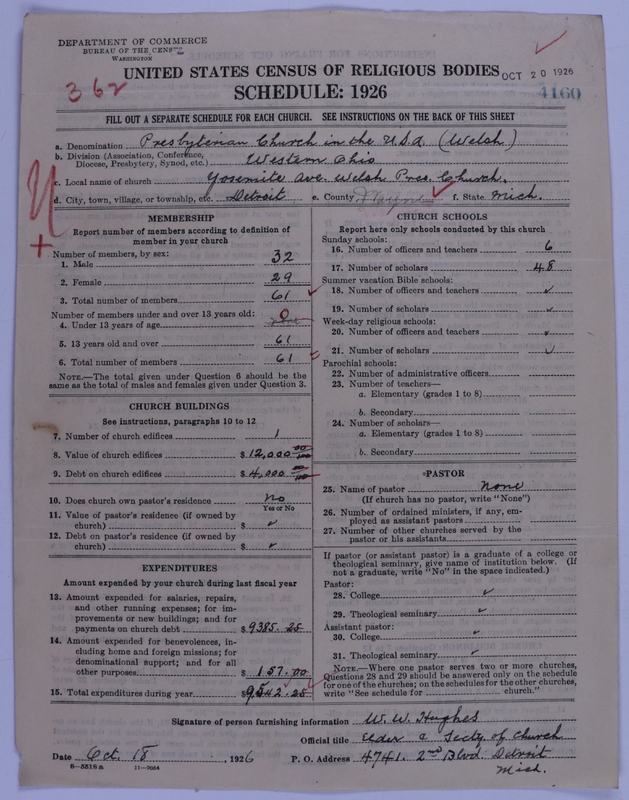 DEPARTMENT OF COMMERCE
BUREAU OF THE CENSUS
WASHINGTON
UNITED STATES CENSUS OF RELIGIOUS BODIES
OCT 20 1926
362
SCHEDULE: 1926
4160
FILL OUT A SEPARATE SCHEDULE FOR EACH CHURCH. SEE INSTRUCTIONS ON THE BACK OF THIS SHEET
a. Denomination Presbyterian Church in the U.S.A. (Welsh)
b. Division (Association, Conference, Diocese, Presbytery, Synod, etc.) Western Ohio
c. Local name of church Yosemite Ave. Welsh Pres. Church.
d. City, town, village, or township, etc. Detroit e. County Wayne f. State Mich.
MEMBERSHIP
Report number of members according to definition of
member in your church
Number of members, by sex:
1. Male 32
2. Female 29
3. Total number of members 61
Number of members under and over 13 years old:
4. Under 13 years of age 0
5. 13 years old and over 61
6. Total number of members 61
NOTE.—The total given under Question 6 should be the
same as the total of males and females given under Question 3.
CHURCH BUILDINGS
See instructions, paragraphs 10 to 12
7. Number of church edifices 1
8. Value of church edifices $12,000 00/100
9. Debt on church edifices $4,000 00/100
10. Does church own pastor's residence No
Yes or No
11. Value of pastor's residence (if owned by
church) $ ✓
12. Debt on pastor's residence (if owned by
church) $ ✓
EXPENDITURES
Amount expended by your church during last fiscal year
13. Amount expended for salaries, repairs,
and other running expenses; for im-
provements or new buildings; and for
payments on church debt $9385.25
14. Amount expended for benevolences, in-
cluding home and foreign missions; for
denominational support; and for all
other purposes $157.00
15. Total expenditures during year $9542.25
CHURCH SCHOOLS
Report here only schools conducted by this church
Sunday schools:
16. Number of officers and teachers 6
17. Number of scholars 48
Summer vacation Bible schools:
18. Number of officers and teachers ✓
19. Number of scholars ✓
Week-day religious schools:
20. Number of officers and teachers ✓
21. Number of scholars ✓
Parochial schools:
22. Number of administrative officers
23. Number of teachers—
a. Elementary (grades 1 to 8)
b. Secondary
24. Number of scholars—
a. Elementary (grades 1 to 8)
b. Secondary
PASTOR
25. Name of pastor None
(If church has no pastor, write "None")
26. Number of ordained ministers, if any, em-
ployed as assistant pastors
27. Number of other churches served by the
pastor or his assistants
If pastor (or assistant pastor) is a graduate of a college or
theological seminary, give name of institution below. (If
not a graduate, write "No" in the space indicated.)
Pastor:
28. College ✓
29. Theological seminary ✓
Assistant pastor:
30. College ✓
31. Theological seminary ✓
NOTE.—Where one pastor serves two or more churches,
Questions 28 and 29 should be answered only on the schedule
for one of the churches; on the schedules for the other churches,
write "See schedule for church."
Signature of person furnishing information W. W. Hughes
Official title Elder & Secty. of Church
Date Oct. 18, 1926 P. O. Address 4741. 2nd Blvd. Detroit
Mich.
8—5516a 11—9054